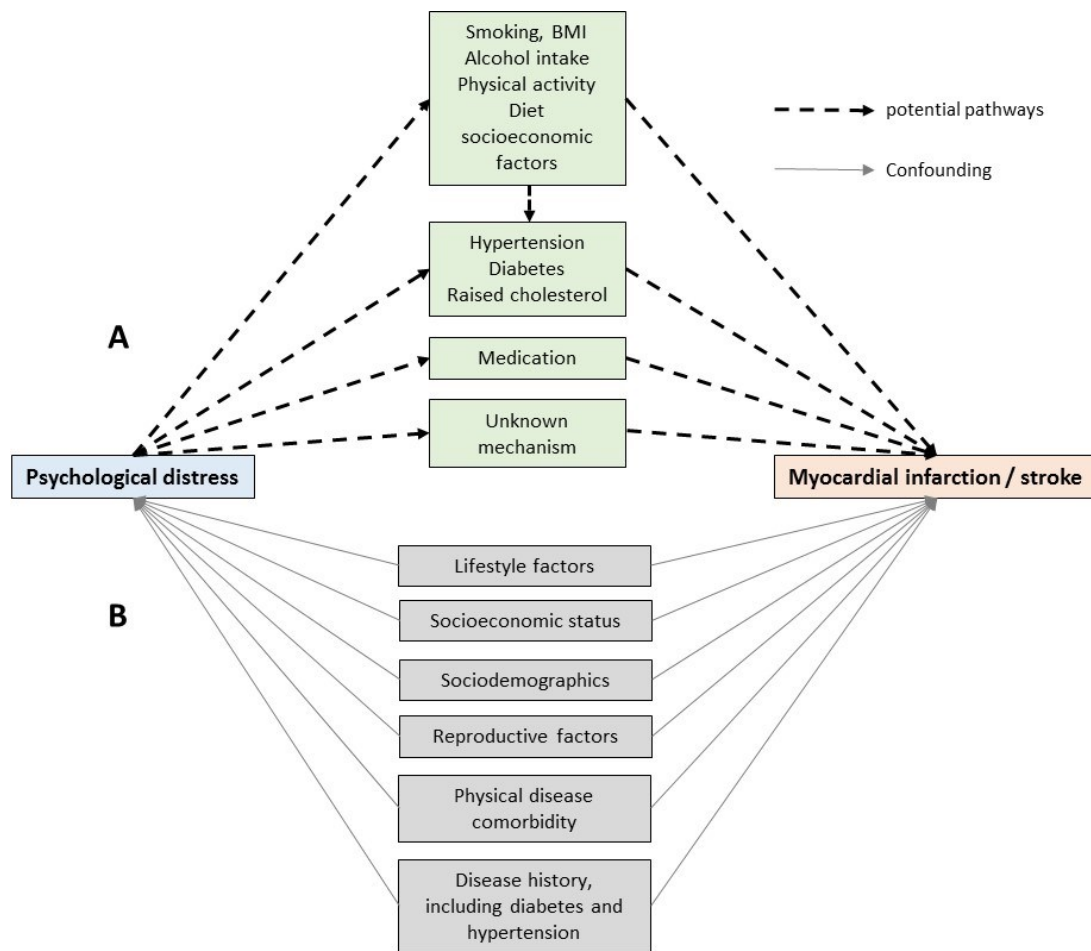 Smoking, BMI
Alcohol intake
Physical activity
Diet
socioeconomic
factors
potential pathways
Confounding
Hypertension
Diabetes
Raised cholesterol
A
Medication
Unknown
mechanism
Psychological distress
Myocardial infarction / stroke
Lifestyle factors
B
Socioeconomic status
Sociodemographics
Reproductive factors
Physical disease
comorbidity
Disease history,
including diabetes and
hypertension